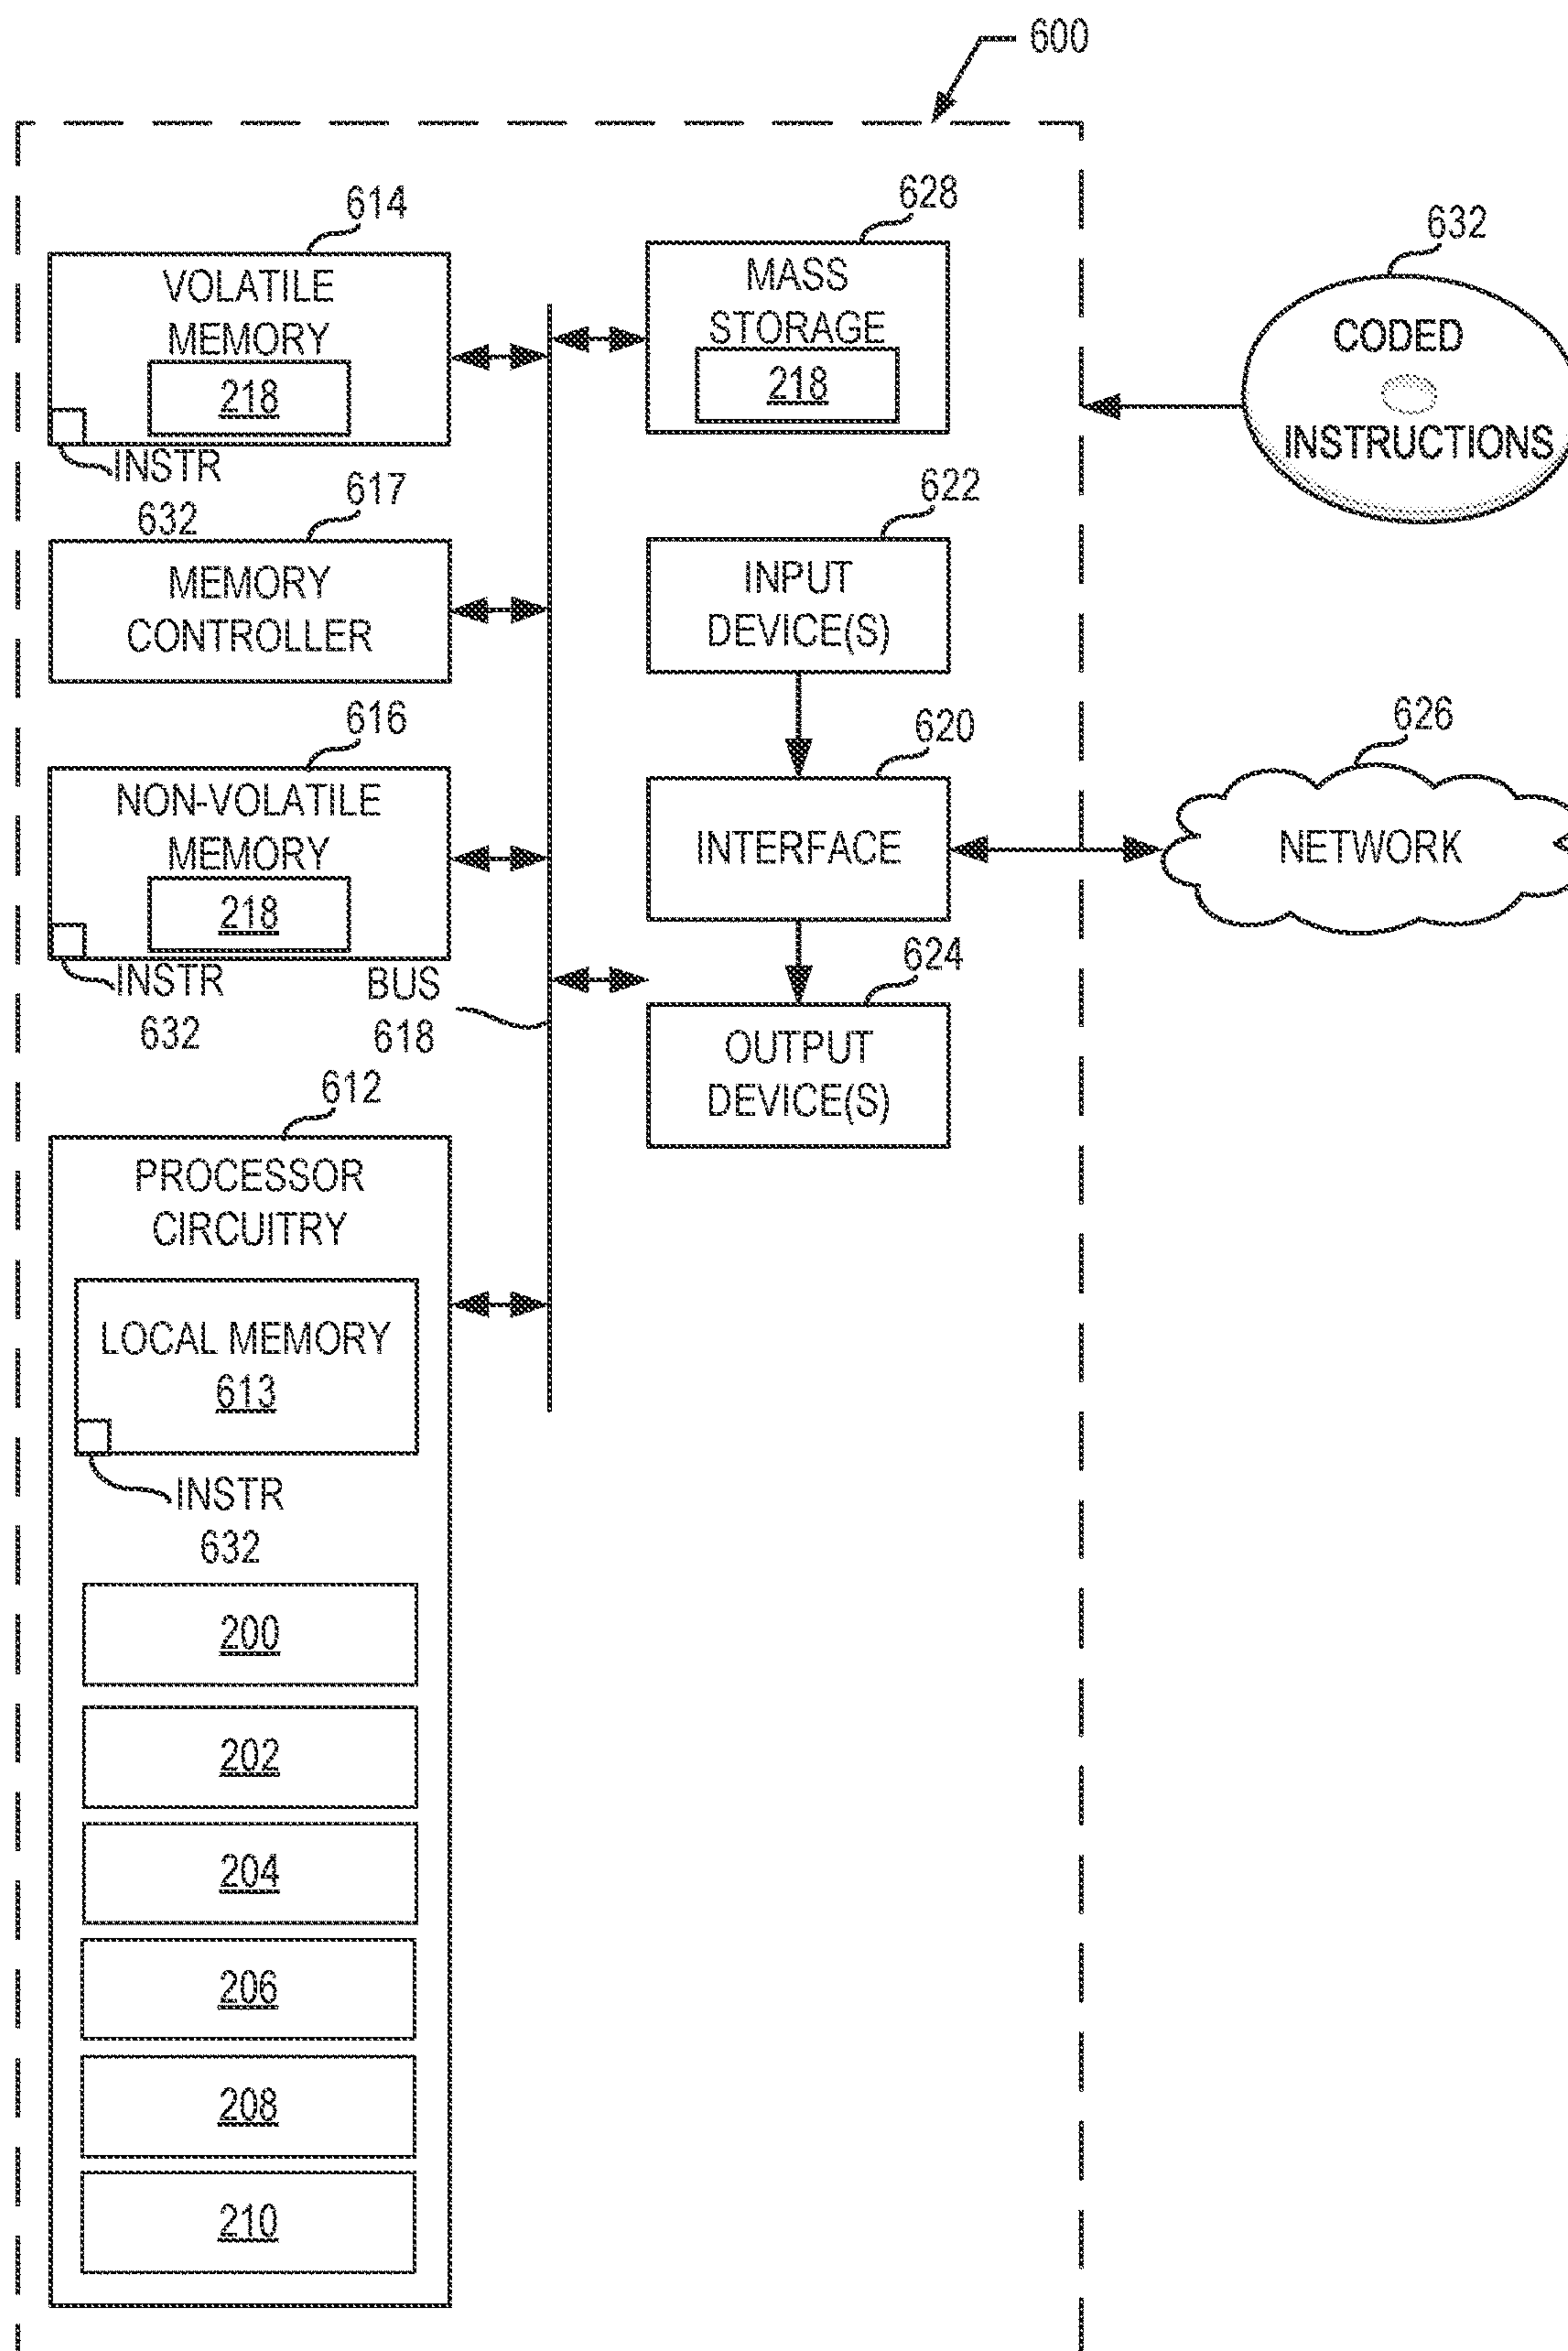 600
614
VOLATILE
MEMORY
218
INSTR
632
628
MASS
STORAGE
218
632
CODED
INSTRUCTIONS
617
MEMORY
CONTROLLER
622
INPUT
DEVICE(S)
616
NON-VOLATILE
MEMORY
218
INSTR
632
620
INTERFACE
626
NETWORK
BUS
618
624
OUTPUT
DEVICE(S)
612
PROCESSOR
CIRCUITRY
LOCAL MEMORY
613
INSTR
632
200
202
204
206
208
210